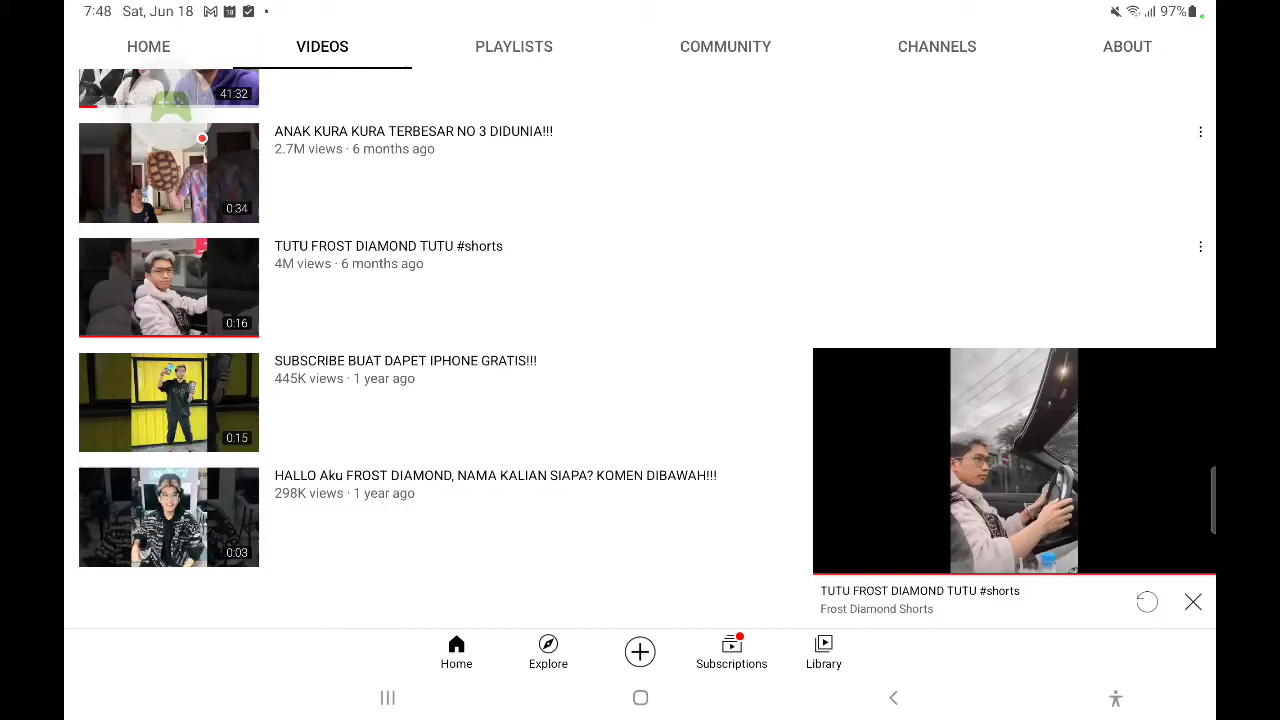 7:48 Sat, Jun 18 97%
HOME VIDEOS PLAYLISTS COMMUNITY CHANNELS ABOUT
41:32
ANAK KURA KURA TERBESAR NO 3 DIDUNIA!!!
2.7M views · 6 months ago
0:34
TUTU FROST DIAMOND TUTU #shorts
4M views · 6 months ago
0:16
SUBSCRIBE BUAT DAPET IPHONE GRATIS!!!
445K views · 1 year ago
0:15
HALLO Aku FROST DIAMOND, NAMA KALIAN SIAPA? KOMEN DIBAWAH!!!
298K views · 1 year ago
0:03
TUTU FROST DIAMOND TUTU #shorts
Frost Diamond Shorts
Home Explore Subscriptions Library